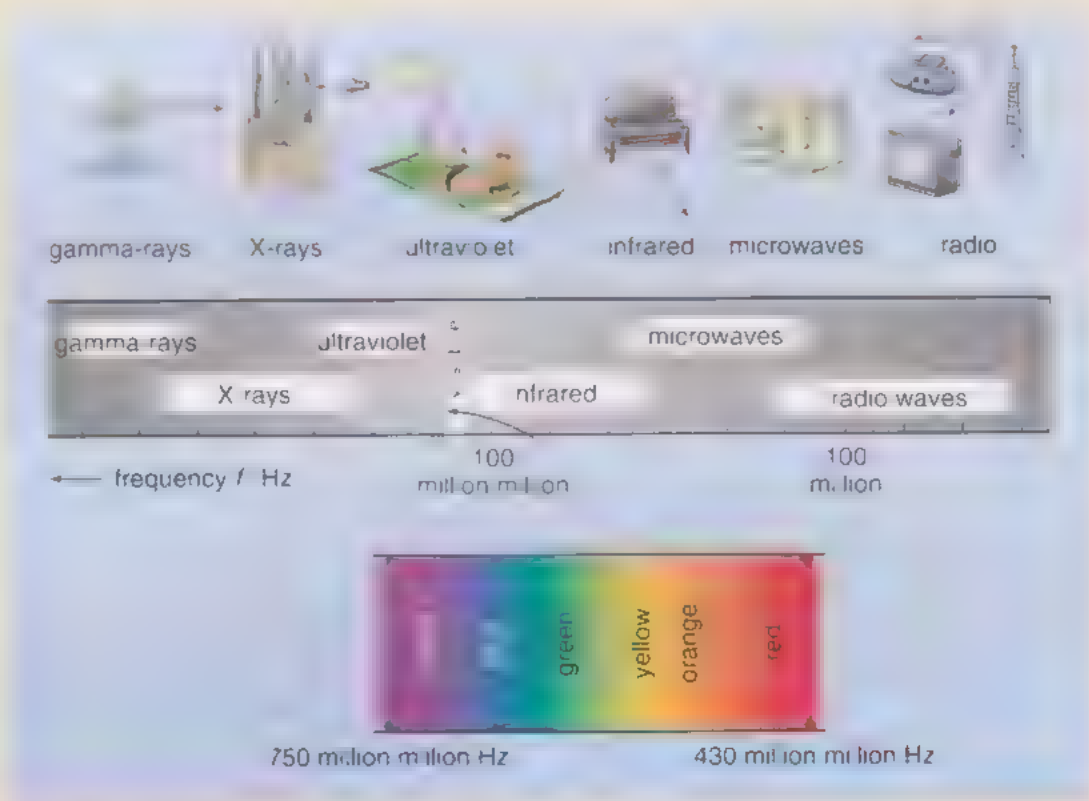 gamma-rays X-rays ultraviolet infrared microwaves radio
gamma rays ultraviolet microwaves
X rays infrared radio waves
100 100
million million million
frequency f Hz
green yellow orange red
750 million million Hz 430 million million Hz